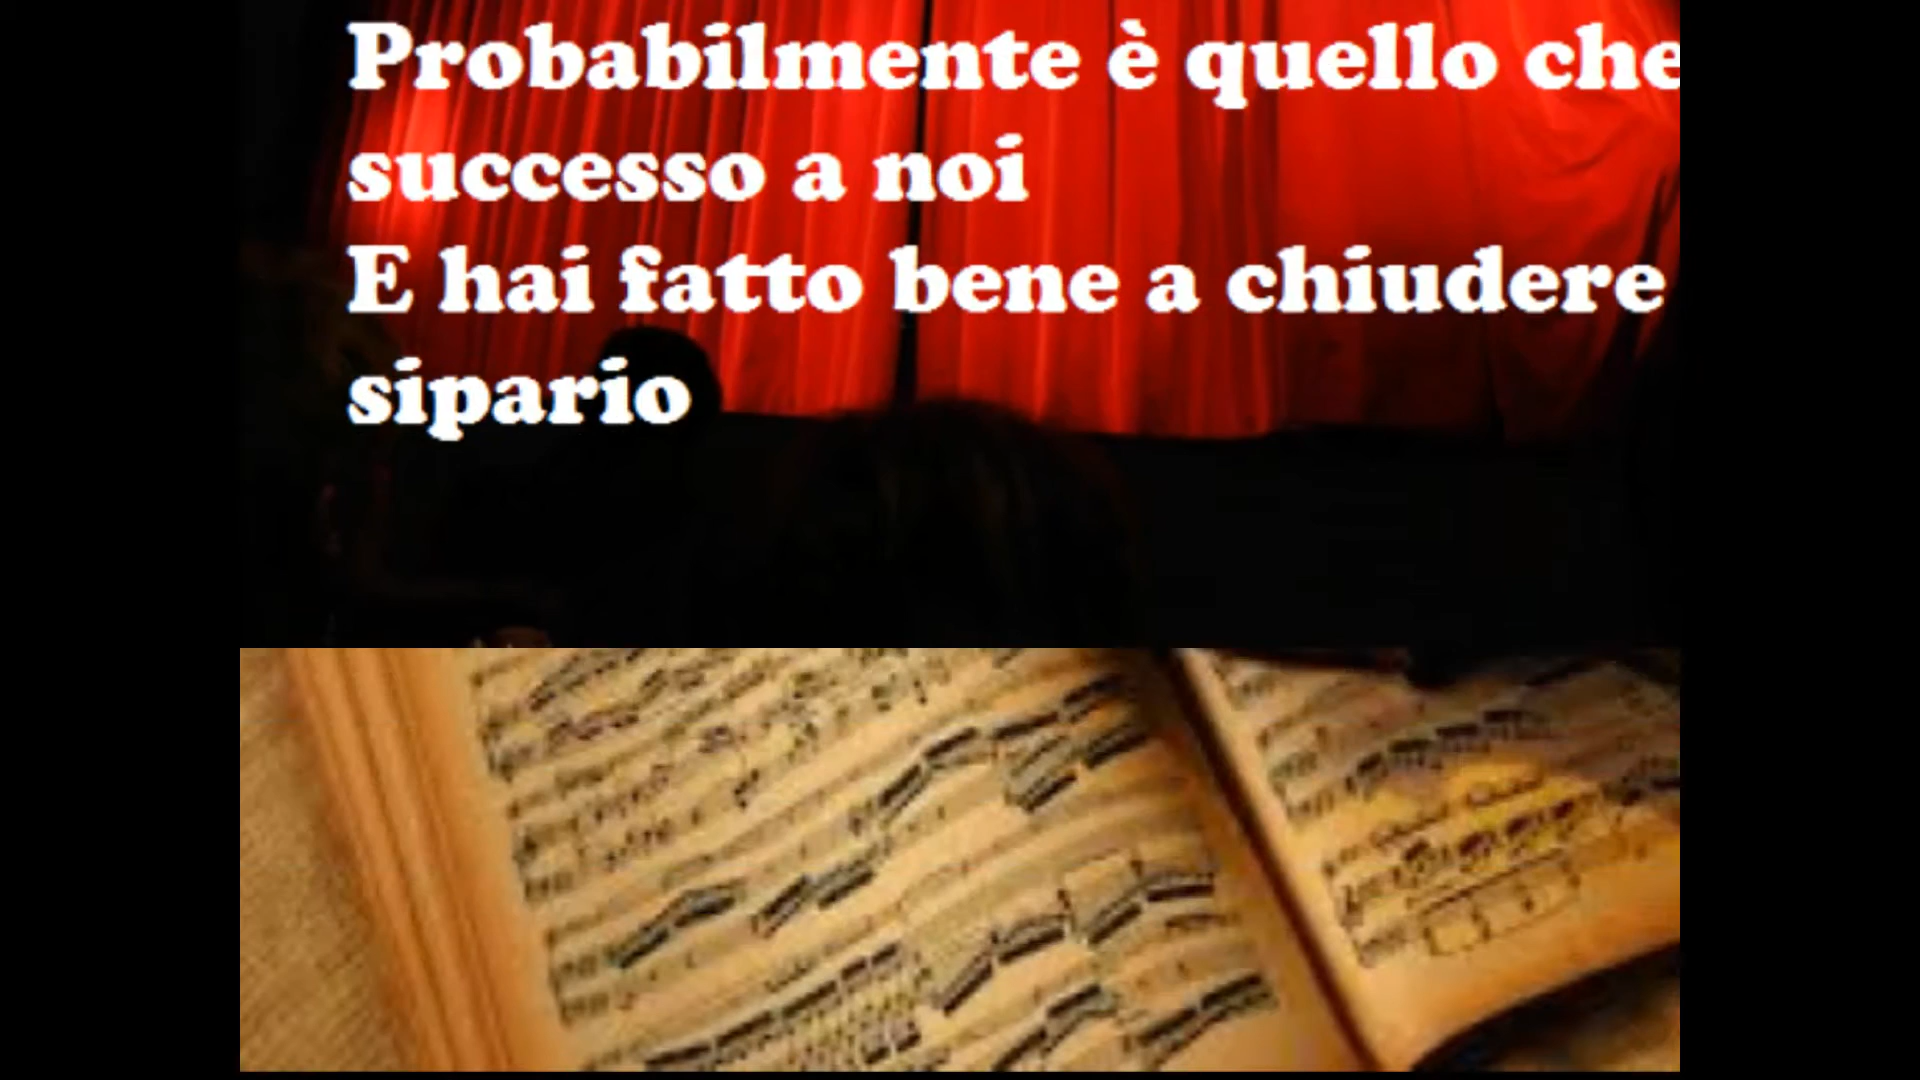 Probabilmente è quello che
successo a noi
E hai fatto bene a chiudere
sipario